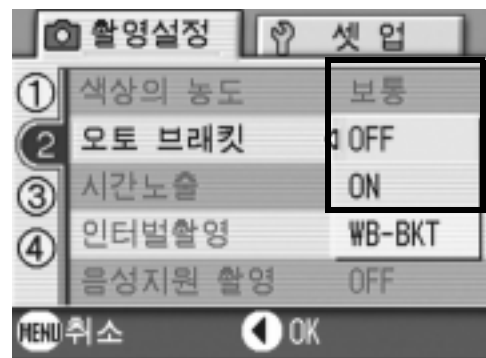 촬영설정 셋 업
① 색상의 농도 보통
2 오토 브래킷 OFF
③ 시간노출 ON
④ 인터벌촬영 WB-BKT
음성지원 촬영 OFF
MENU 취소 OK